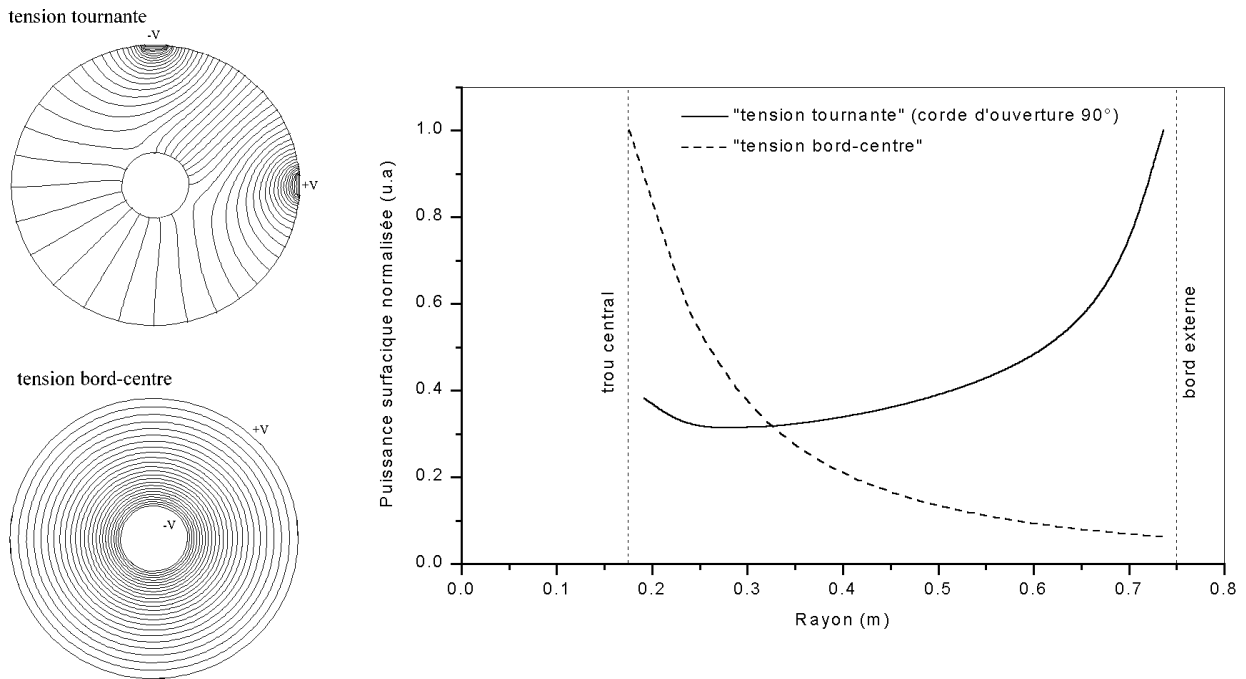 tension tournante
-V
+V
tension bord-centre
+V
-V
"tension tournante" (corde d'ouverture 90°)
"tension bord-centre"
Puissance surfacique normalisée (u.a)
1.0
0.8
0.6
0.4
0.2
0.0
trou central
bord externe
0.0 0.1 0.2 0.3 0.4 0.5 0.6 0.7 0.8
Rayon (m)